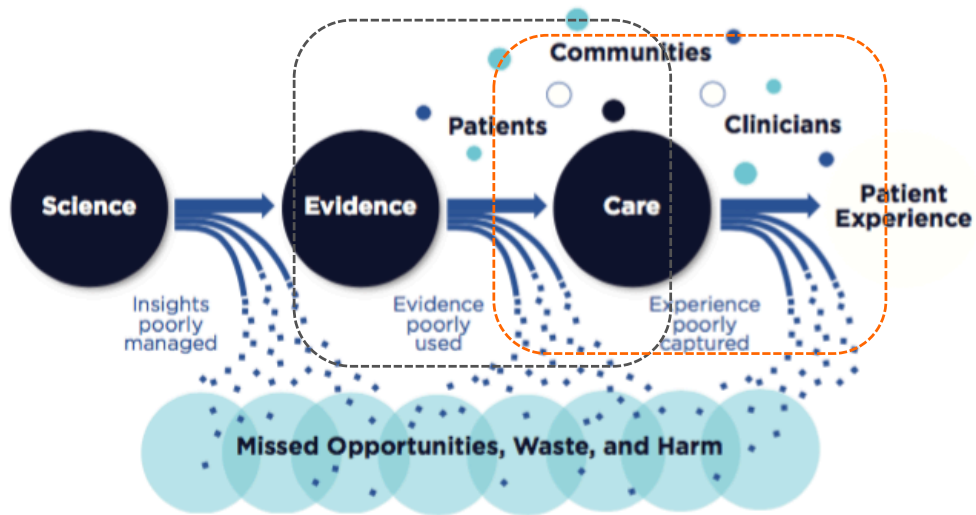 Communities
Patients
Clinicians
Science
Evidence
Care
Patient
Experience
Insights
poorly
managed
Evidence
poorly
used
Experience
poorly
captured
Missed Opportunities, Waste, and Harm